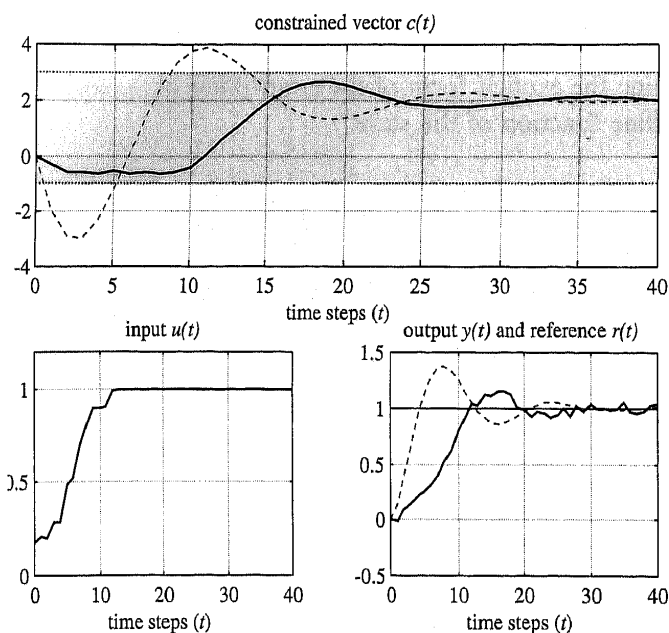 constrained vector c(t)
4
2
0
-2
-4
0 5 10 15 20 25 30 35 40
time steps (t)
input u(t)
1
0.5
0
0 10 20 30 40
time steps (t)
output y(t) and reference r(t)
1.5
1
0.5
0
-0.5
0 10 20 30 40
time steps (t)